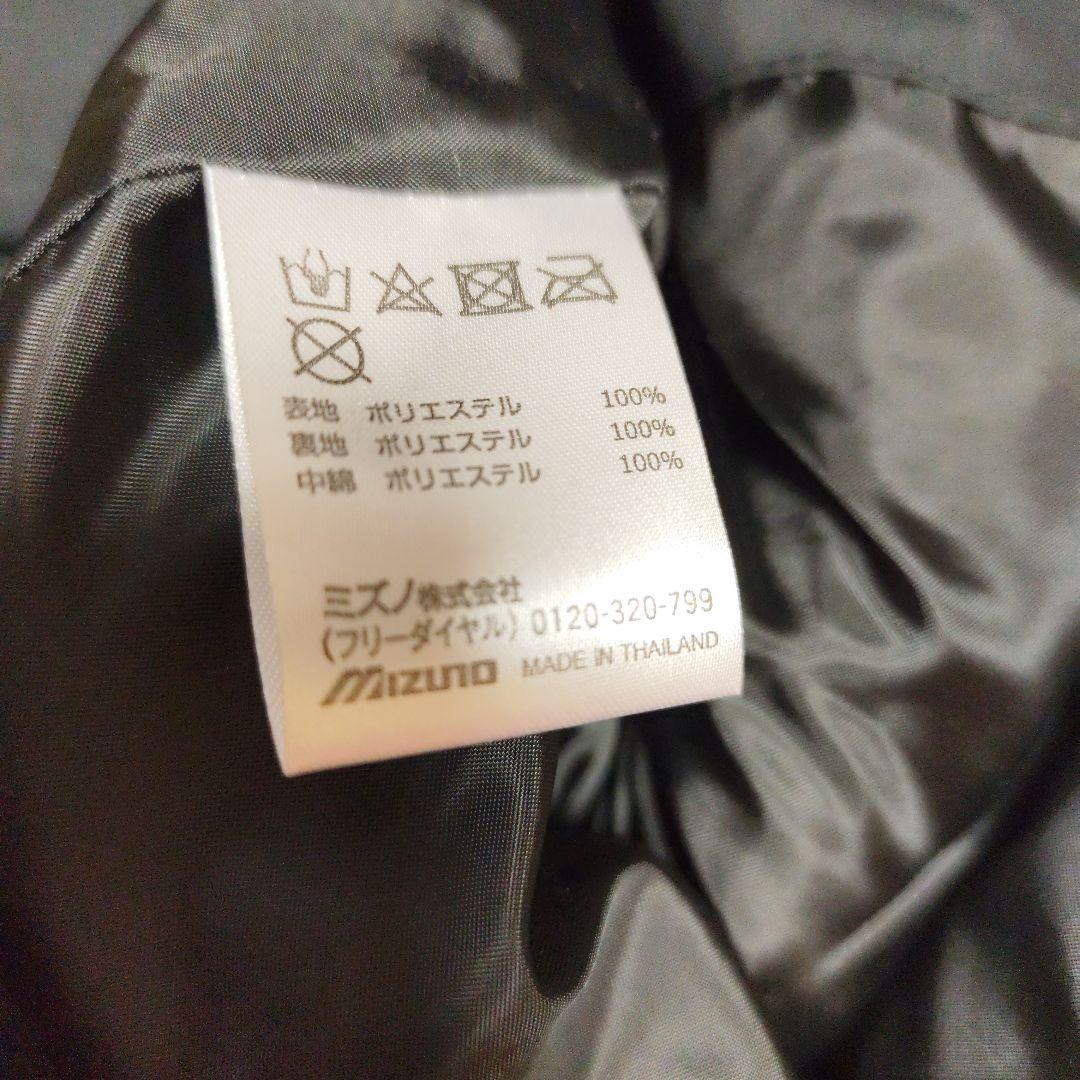 表地 ポリエステル 100%
裏地 ポリエステル 100%
中綿 ポリエステル 100%
ミズノ株式会社
(フリーダイヤル) 0120-320-799
MIZUNO MADE IN THAILAND